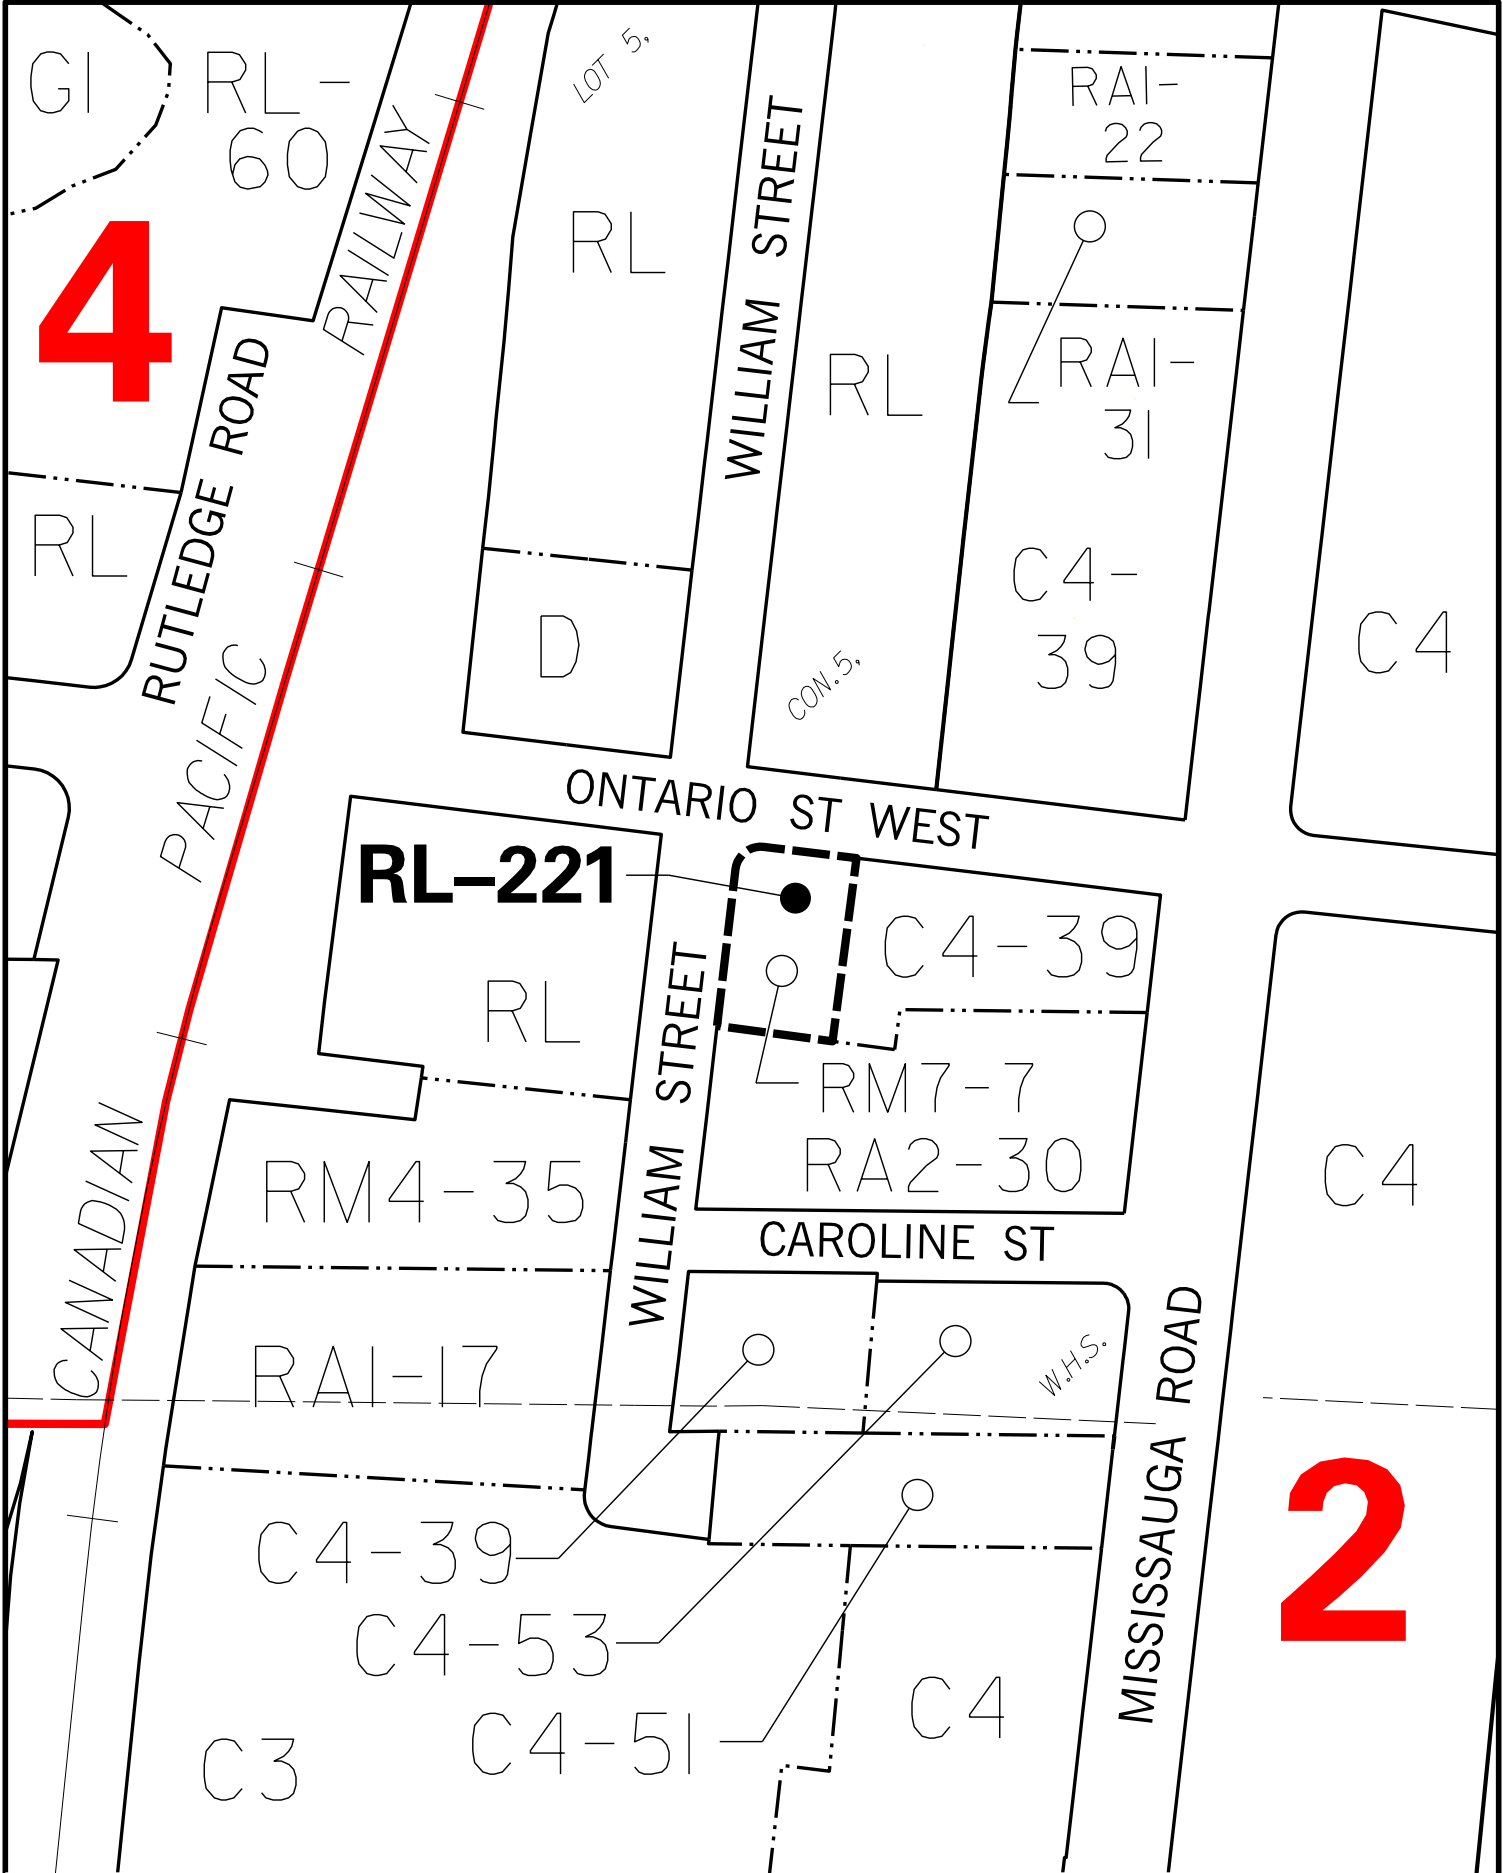 GI
RL-
60
LOT 5,
RAI-
22
4
RAILWAY
RL
WILLIAM STREET
RL
RAI-
31
RUTLEDGE ROAD
RL
C4-
39
D
C4
CON.5,
PACIFIC
ONTARIO ST WEST
RL-221
C4-39
RL
WILLIAM STREET
RM7-7
RA2-30
CANADIAN
RM4-35
C4
CAROLINE ST
RAI-17
W.H.S.
MISSISSAUGA ROAD
2
C4-39
C4-53
C4-51
C4
C3